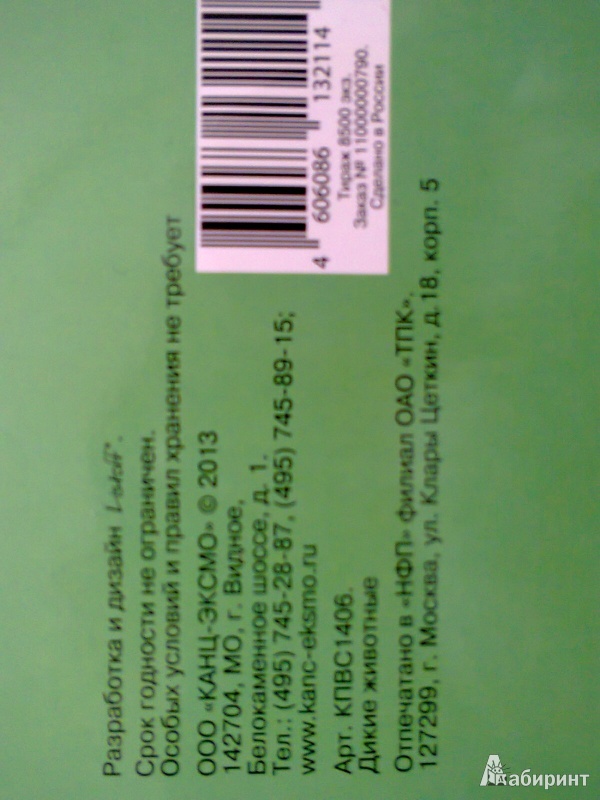 Разработка и дизайн
Срок годности не ограничен.
Особых условий и правил хранения не требует
ООО «КАНЦ-ЭКСМО» © 2013
142704, МО, г. Видное,
Белокаменное шоссе, д. 1.
Тел.: (495) 745-28-87, (495) 745-89-15;
www.kanc-eksmo.ru
Арт. КПВС1406.
Дикие животные
Отпечатано в «НФП» филиал ОАО «ТПК».
127299, г. Москва, ул. Клары Цеткин, д. 18, корп. 5
4 606086 132114
Тираж 8500 экз.
Заказ № 11000000790.
Сделано в России
Лабиринт